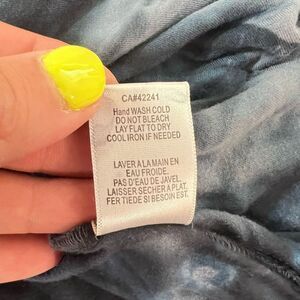 CA#42241
Hand WASH COLD
DO NOT BLEACH
LAY FLAT TO DRY
COOL IRON IF NEEDED
LAVER A LA MAIN EN
EAU FROIDE.
PAS D'EAU DE JAVEL.
LAISSER SÉCHER À PLAT.
FER TIEDE SI BESOIN EST.